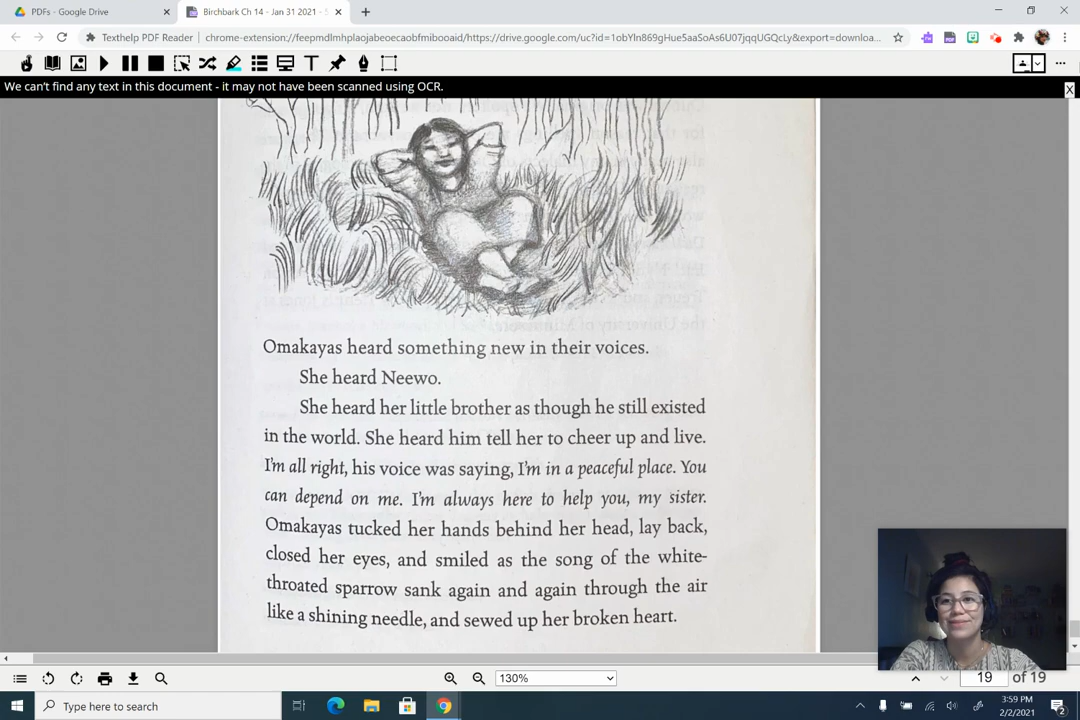 PDFs - Google Drive
Birchbark Ch 14 - Jan 31 2021 -
Texthelp PDF Reader
chrome-extension://feepmdlmhplaojabeoecaobfmibooaid/https://drive.google.com/uc?id=1obYln869gHue5aaSoAs6U07jqqUGQcLy&export=downloa...
We can't find any text in this document - it may not have been scanned using OCR.
X
Omakayas heard something new in their voices.
She heard Neewo.
She heard her little brother as though he still existed
in the world. She heard him tell her to cheer up and live.
I'm all right, his voice was saying, I'm in a peaceful place. You
can depend on me. I'm always here to help you, my sister.
Omakayas tucked her hands behind her head, lay back,
closed her eyes, and smiled as the song of the white-
throated sparrow sank again and again through the air
like a shining needle, and sewed up her broken heart.
130%
19 of 19
Type here to search
3:59 PM
2/2/2021
2